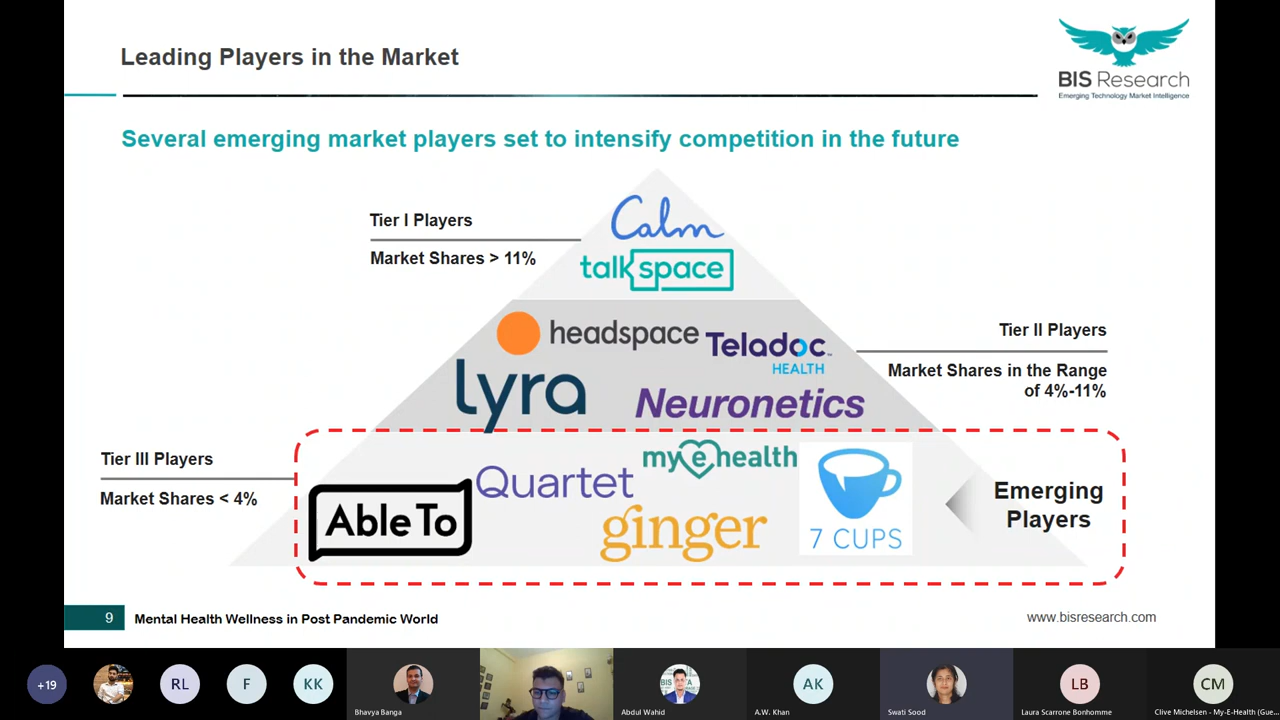 Leading Players in the Market
BIS Research
Emerging Technology Market Intelligence
Several emerging market players set to intensify competition in the future
Tier I Players
Market Shares > 11%
Calm
talkspace
headspace
Teladoc
HEALTH
lyra
Neuronetics
Tier II Players
Market Shares in the Range
of 4%-11%
Tier III Players
Market Shares < 4%
AbleTo
Quartet
my e health
ginger
7 CUPS
Emerging
Players
9
Mental Health Wellness in Post Pandemic World
www.bisresearch.com
+19
RL
F
KK
Bhavya Banga
Abdul Wahid
AK
A.W. Khan
Swati Sood
LB
Laura Scarrone Bonhomme
CM
Clive Michelsen - My-E-Health (Gue...